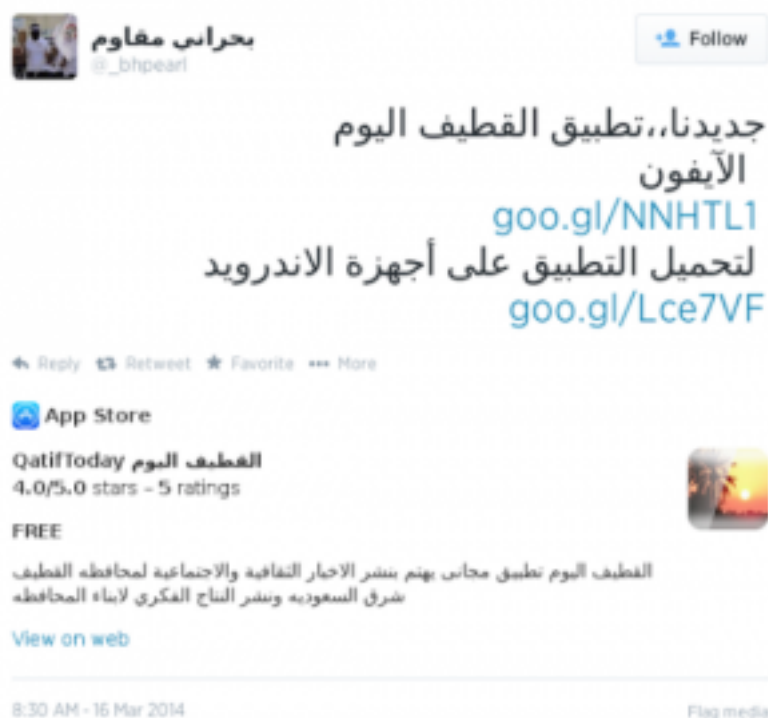 بحراني مقاوم
@_bhpearl
Follow
جديدنا،،تطبيق القطيف اليوم
الآيفون
goo.gl/NNHTL1
لتحميل التطبيق على أجهزة الاندرويد
goo.gl/Lce7VF
Reply Retweet Favorite More
App Store
QatifToday القطيف اليوم
4.0/5.0 stars – 5 ratings
FREE
القطيف اليوم تطبيق مجاني يهتم بنشر الاخبار الثقافية والاجتماعية لمحافظه القطيف
شرق السعوديه ونشر النتاج الفكري لابناء المحافظه
View on web
8:30 AM - 16 Mar 2014
Flag media